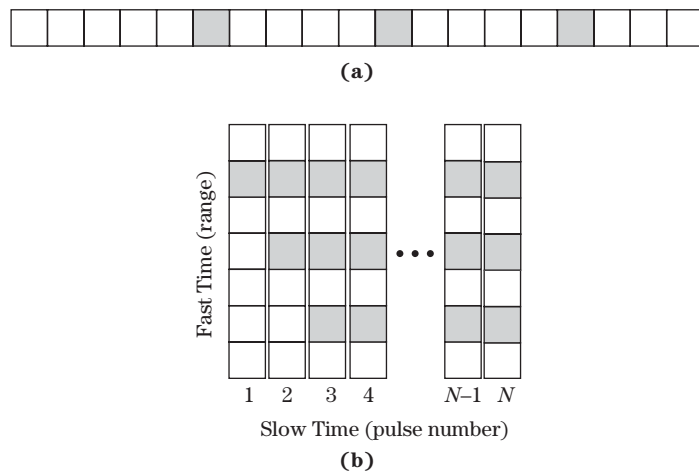 (a)
Fast Time (range)
1 2 3 4 N–1 N
Slow Time (pulse number)
(b)